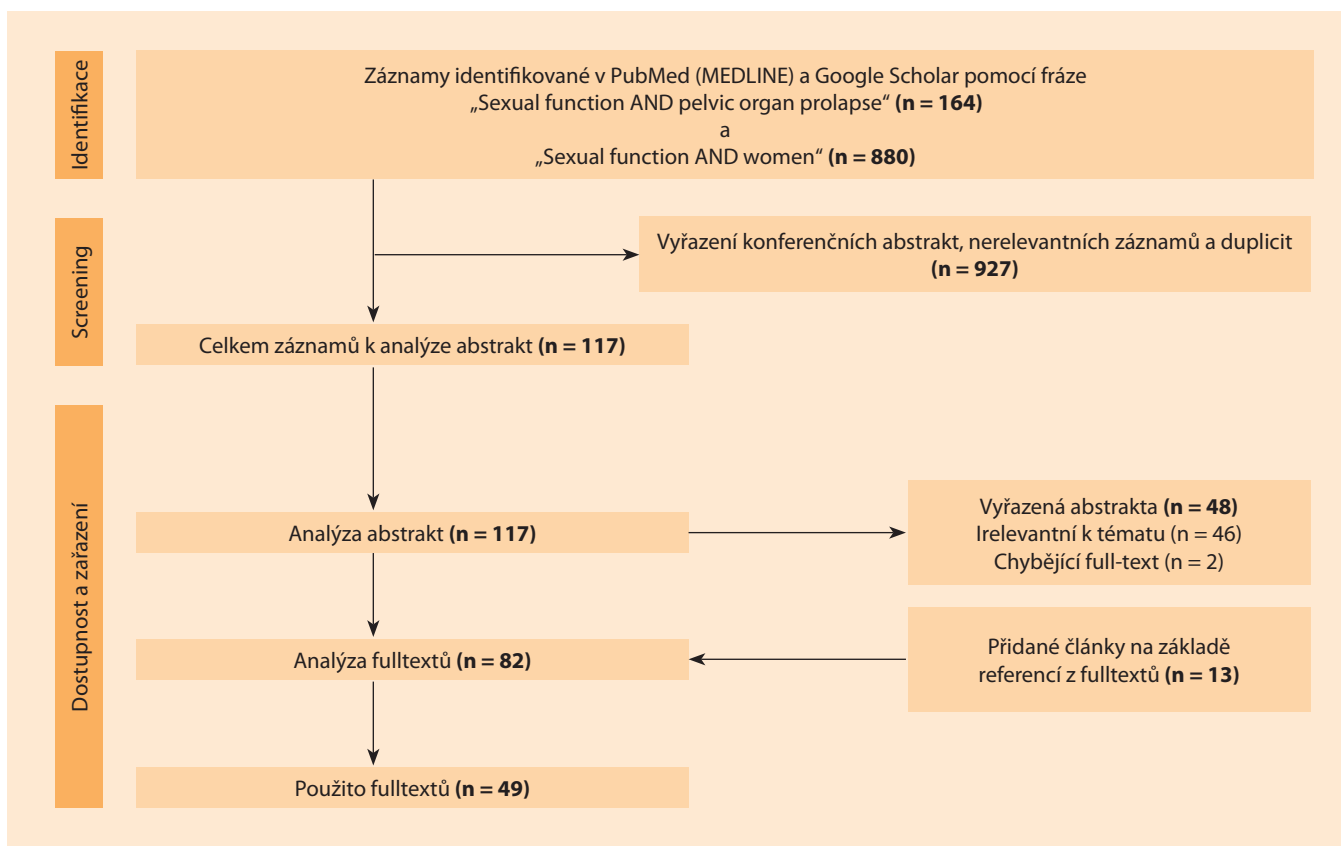 Identifikace
Záznamy identifikované v PubMed (MEDLINE) a Google Scholar pomocí fráze
„Sexual function AND pelvic organ prolapse“ (n = 164)
a
„Sexual function AND women“ (n = 880)
Screening
Vyřazení konferenčních abstrakt, nerelevantních záznamů a duplicit
(n = 927)
Celkem záznamů k analýze abstrakt (n = 117)
Dostupnost a zařazení
Analýza abstrakt (n = 117)
Vyřazená abstrakta (n = 48)
Irelevantní k tématu (n = 46)
Chybějící full-text (n = 2)
Analýza fulltextů (n = 82)
Přidané články na základě
referencí z fulltextů (n = 13)
Použito fulltextů (n = 49)